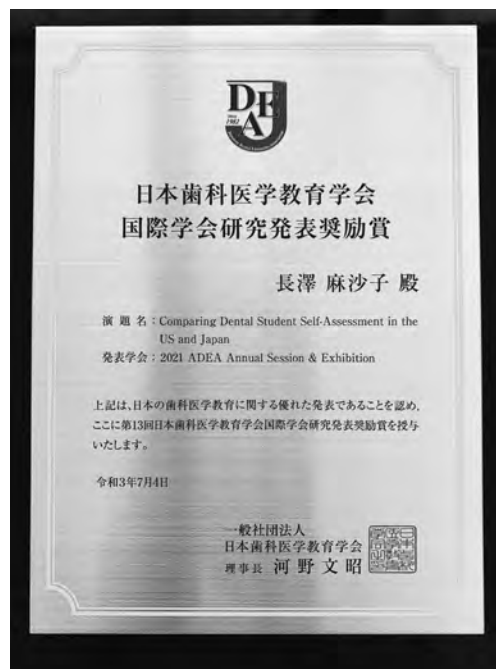 JDEA
Since
1982
日本歯科医学教育学会
国際学会研究発表奨励賞
長澤 麻沙子 殿
演 題 名：Comparing Dental Student Self-Assessment in the
US and Japan
発表学会：2021 ADEA Annual Session & Exhibition
上記は、日本の歯科医学教育に関する優れた発表であることを認め、
ここに第13回日本歯科医学教育学会国際学会研究発表奨励賞を授与
いたします。
令和3年7月4日
一般社団法人
日本歯科医学教育学会
理事長 河 野 文 昭